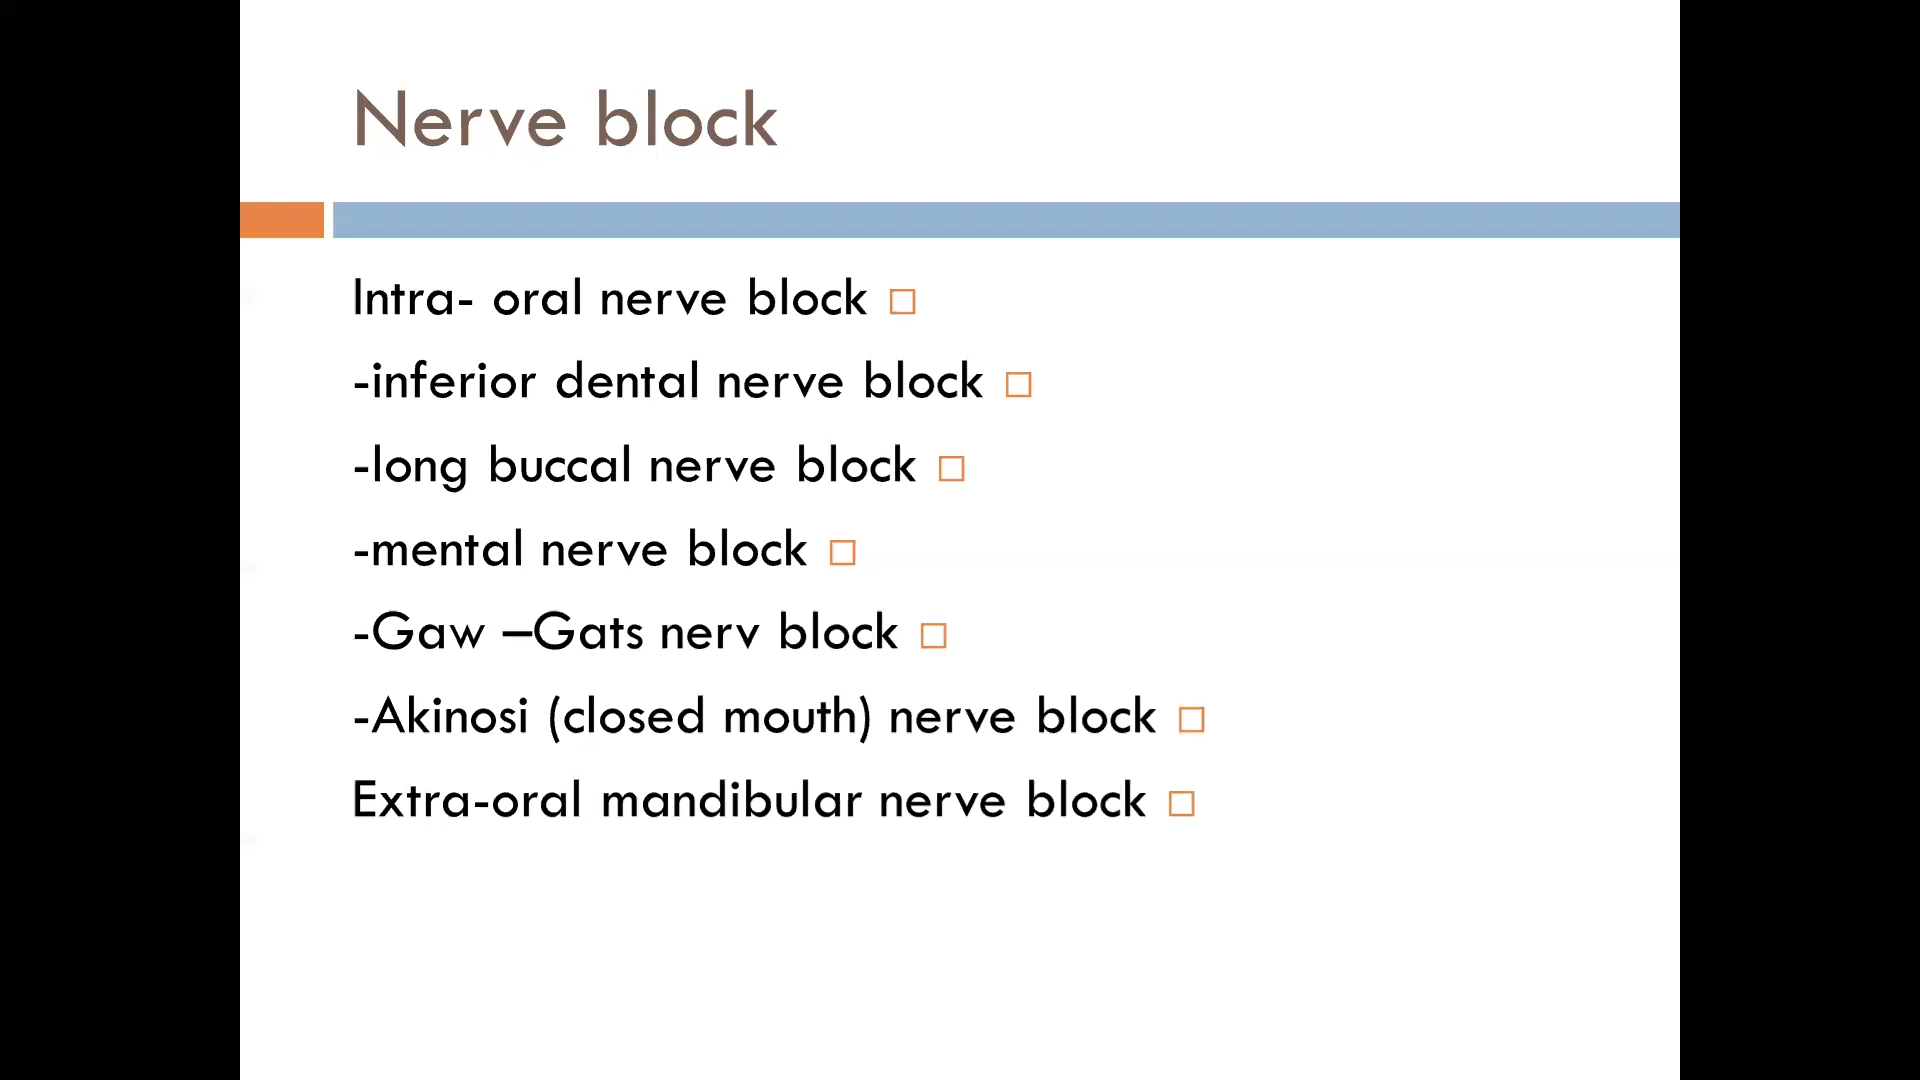 Nerve block
Intra- oral nerve block
-inferior dental nerve block
-long buccal nerve block
-mental nerve block
-Gaw –Gats nerv block
-Akinosi (closed mouth) nerve block
Extra-oral mandibular nerve block